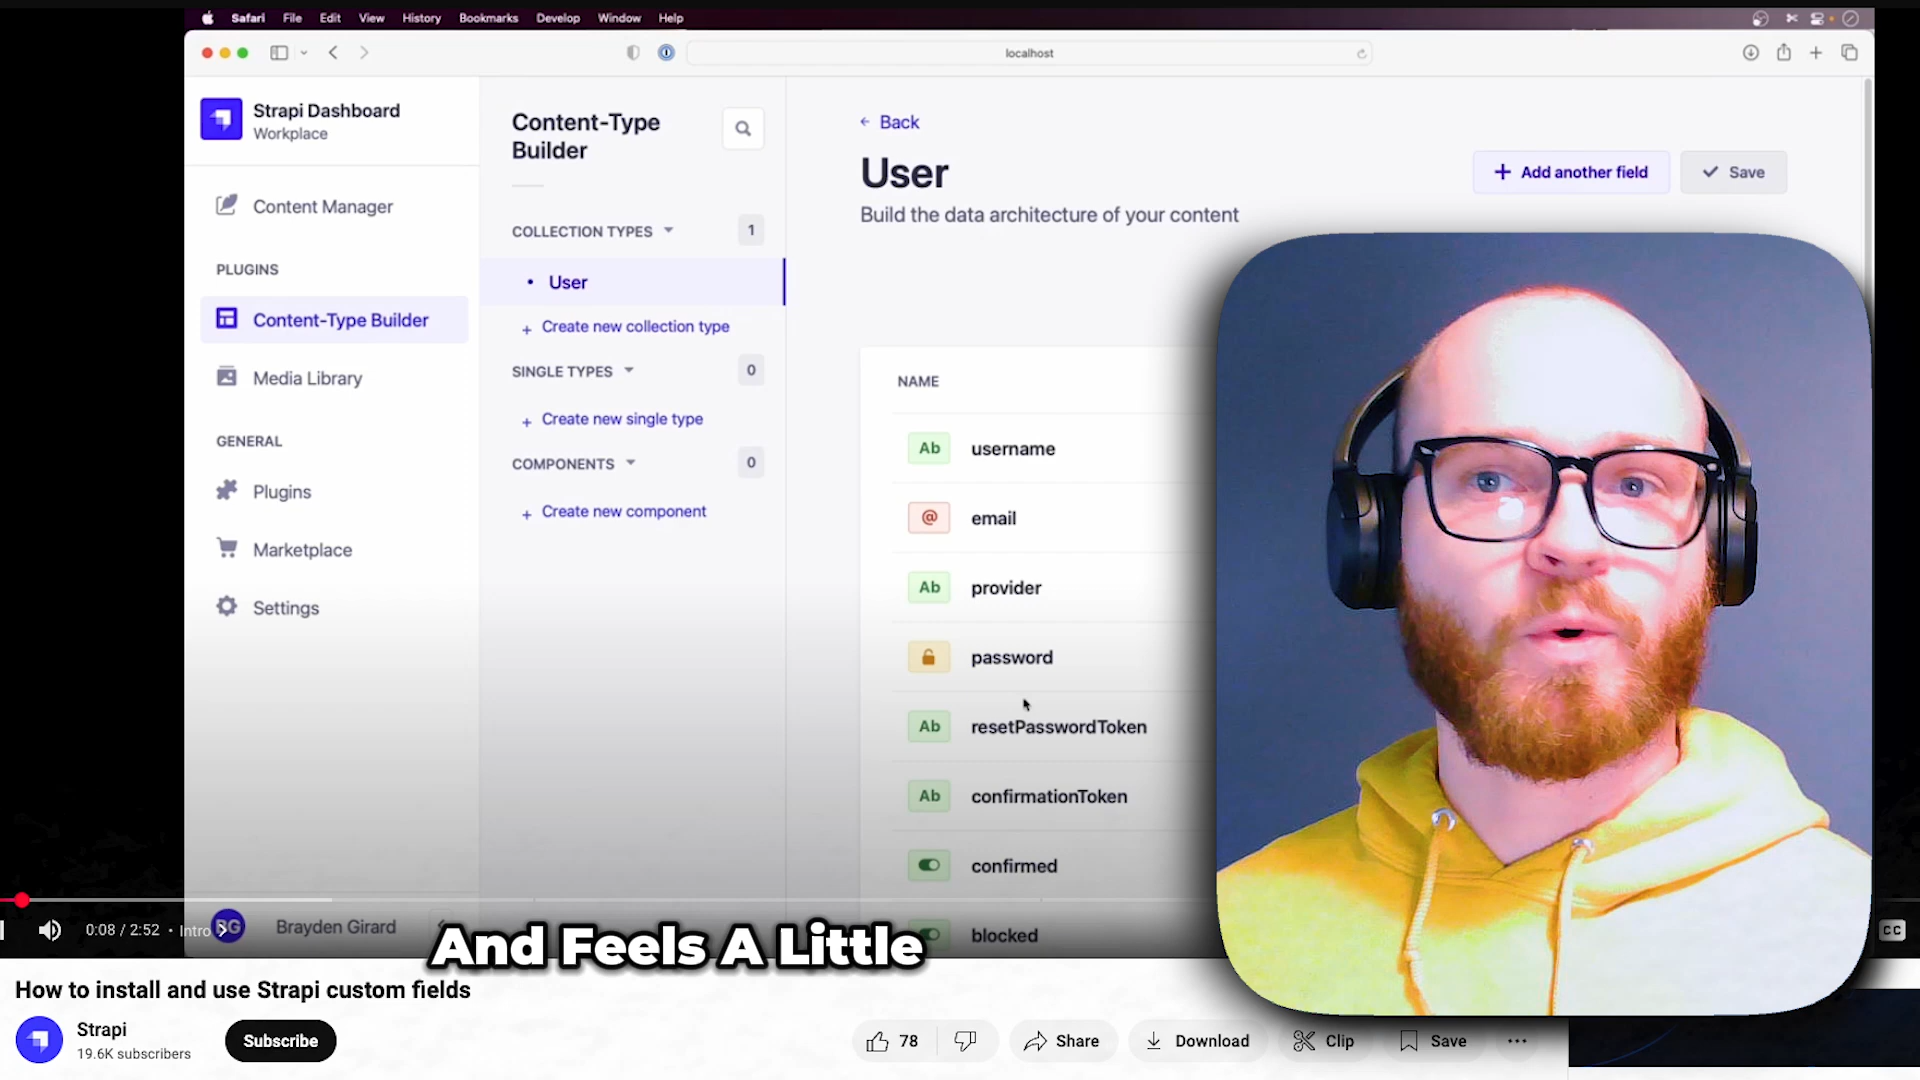 Safari File Edit View History Bookmarks Develop Window Help
localhost
Strapi Dashboard
Workplace
Content Manager
PLUGINS
Content-Type Builder
Media Library
GENERAL
Plugins
Marketplace
Settings
BG Brayden Girard
Content-Type
Builder
COLLECTION TYPES 1
User
+ Create new collection type
SINGLE TYPES 0
+ Create new single type
COMPONENTS 0
+ Create new component
← Back
User
Build the data architecture of your content
+ Add another field
Save
NAME
Ab username
@ email
Ab provider
password
Ab resetPasswordToken
Ab confirmationToken
confirmed
blocked
And Feels A Little
0:08 / 2:52 • Intro
CC
How to install and use Strapi custom fields
Strapi
19.6K subscribers
Subscribe
78
Share
Download
Clip
Save